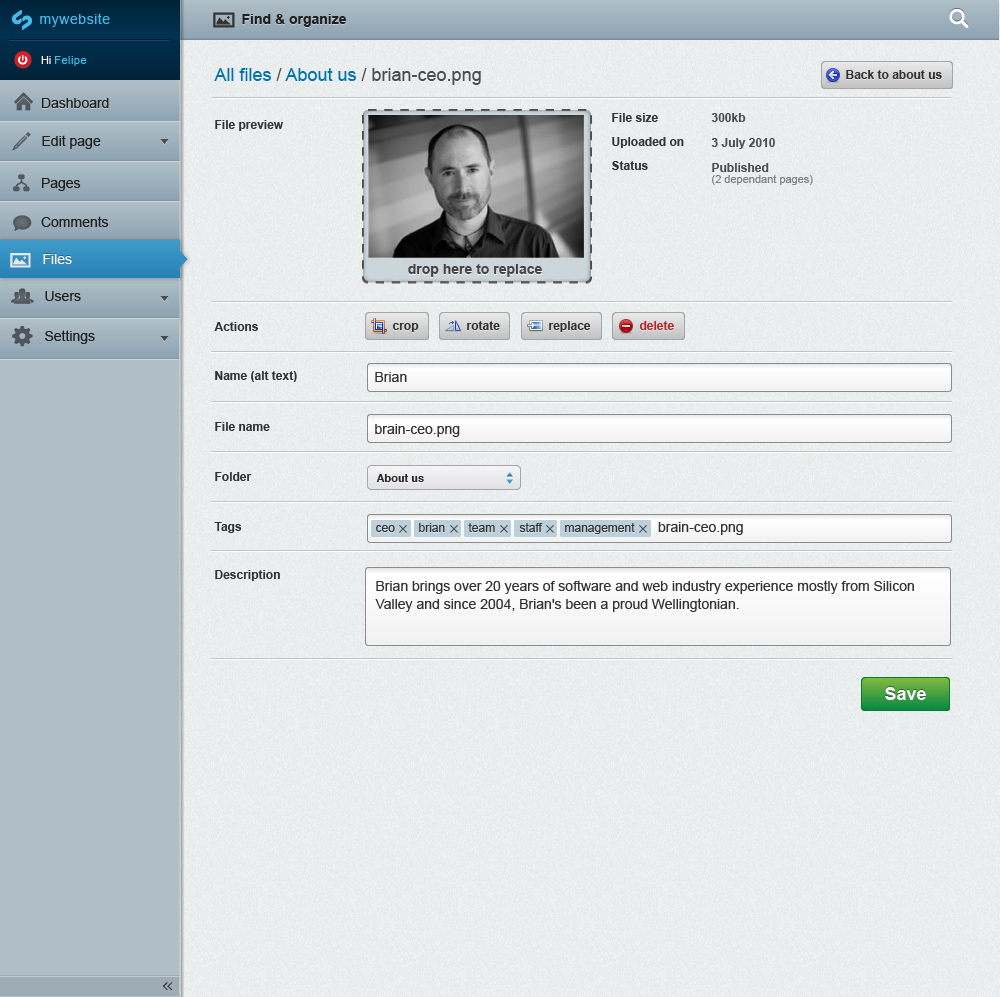 mywebsite
Find & organize
Hi Felipe
Dashboard
Edit page
Pages
Comments
Files
Users
Settings
«
All files / About us / brian-ceo.png
Back to about us
File preview
drop here to replace
File size 300kb
Uploaded on 3 July 2010
Status Published
(2 dependant pages)
Actions crop rotate replace delete
Name (alt text) Brian
File name brain-ceo.png
Folder About us
Tags ceo × brian × team × staff × management × brain-ceo.png
Description
Brian brings over 20 years of software and web industry experience mostly from Silicon
Valley and since 2004, Brian's been a proud Wellingtonian.
Save